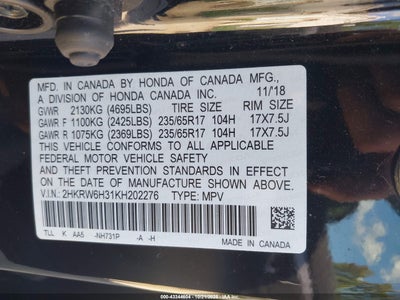 MFD. IN CANADA BY HONDA OF CANADA MFG.,
A DIVISION OF HONDA CANADA INC. 11/18
GVWR 2130KG (4695LBS) TIRE SIZE RIM SIZE
GAWR F 1100KG (2425LBS) 235/65R17 104H 17X7.5J
GAWR R 1075KG (2369LBS) 235/65R17 104H 17X7.5J
THIS VEHICLE CONFORMS TO ALL APPLICABLE
FEDERAL MOTOR VEHICLE SAFETY
AND THEFT PREVENTION STANDARDS IN EFFECT ON THE
DATE OF MANUFACTURE SHOWN ABOVE.
V.I.N.: 2HKRW6H31KH202276 TYPE: MPV
TLL K AA5 -NH731P -A -H
MADE IN CANADA